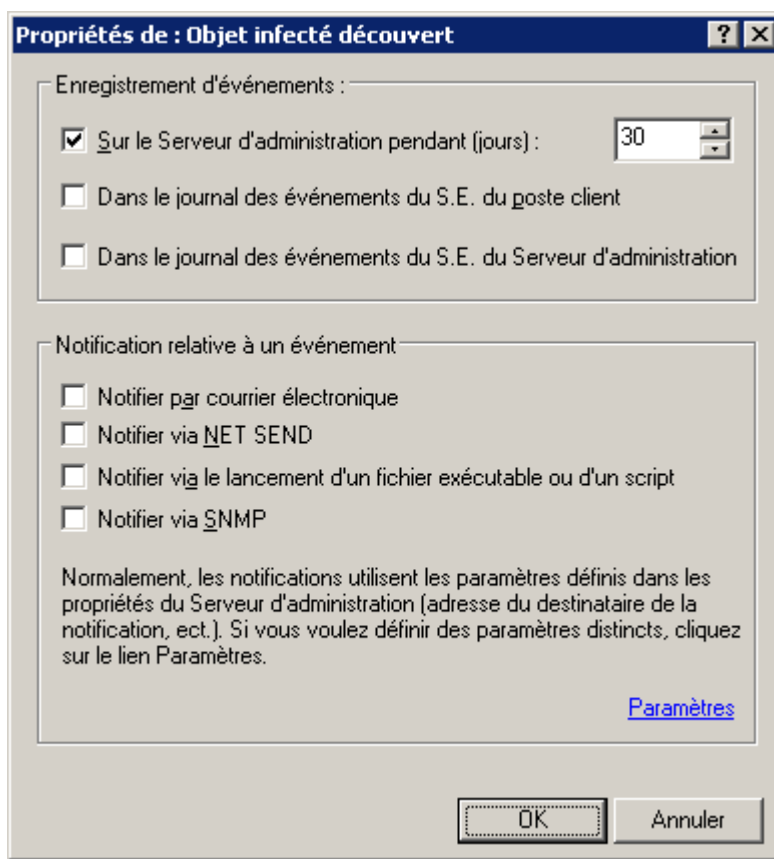 Propriétés de : Objet infecté découvert
Enregistrement d'événements :
Sur le Serveur d'administration pendant (jours) :
30
Dans le journal des événements du S.E. du poste client
Dans le journal des événements du S.E. du Serveur d'administration
Notification relative à un événement
Notifier par courrier électronique
Notifier via NET SEND
Notifier via le lancement d'un fichier exécutable ou d'un script
Notifier via SNMP
Normalement, les notifications utilisent les paramètres définis dans les
propriétés du Serveur d'administration (adresse du destinataire de la
notification, ect.). Si vous voulez définir des paramètres distincts, cliquez
sur le lien Paramètres.
Paramètres
OK
Annuler